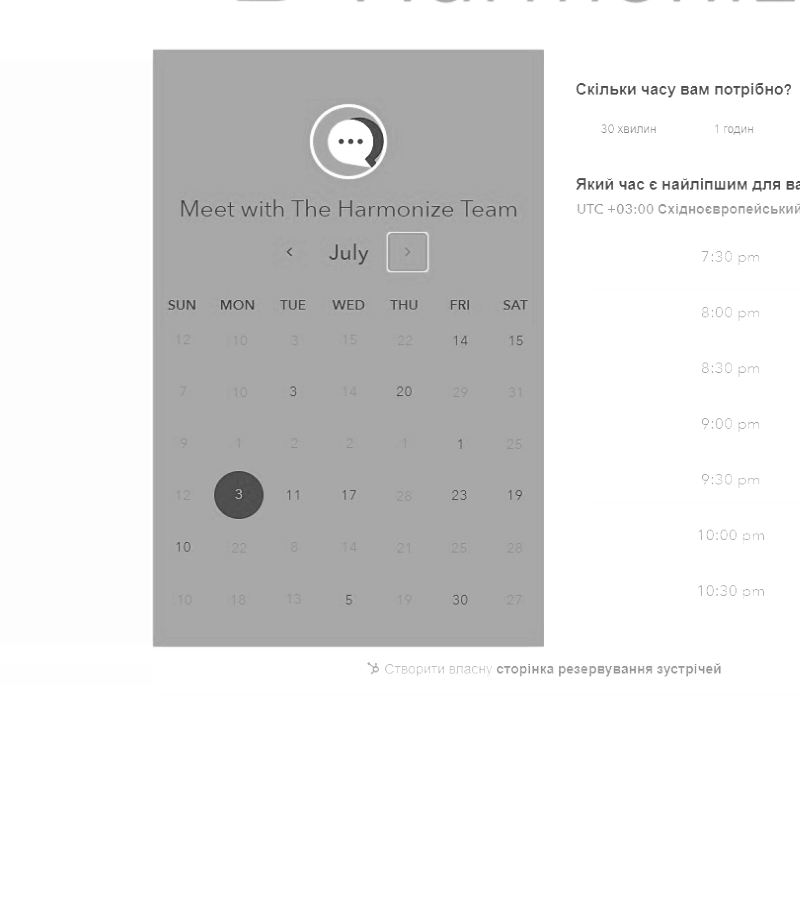 Meet with The Harmonize Team
July
SUN MON TUE WED THU FRI SAT
12 10 3 15 22 14 15
7 10 3 14 20 29 31
9 1 2 2 1 1 25
12 3 11 17 28 23 19
10 22 8 14 21 25 28
10 18 13 5 19 30 27
Скільки часу вам потрібно?
30 хвилин 1 годин
Який час є найліпшим для
UTC +03:00 Східноєвропейський
7:30 pm
8:00 pm
8:30 pm
9:00 pm
9:30 pm
10:00 pm
10:30 pm
Створити власну сторінка резервування зустрічей